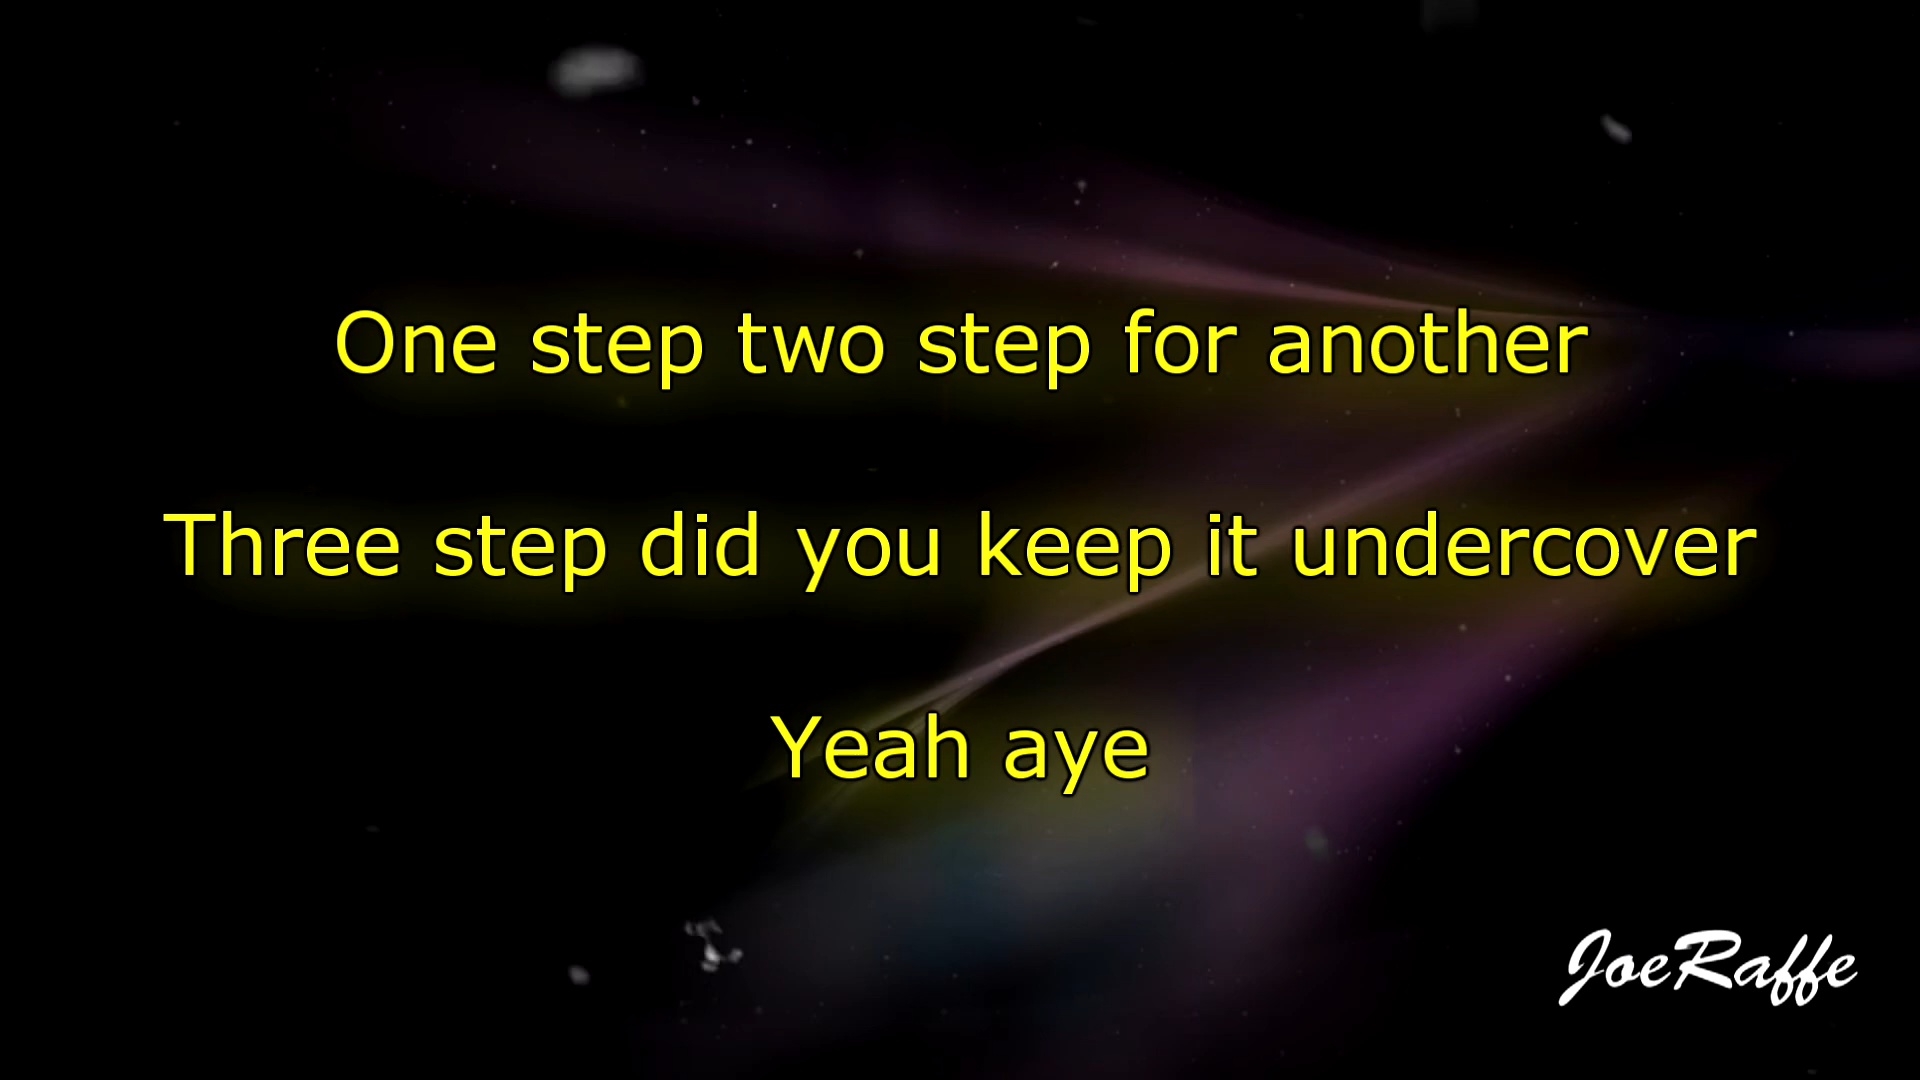 One step two step for another
Three step did you keep it undercover
Yeah aye
JoeRaffe